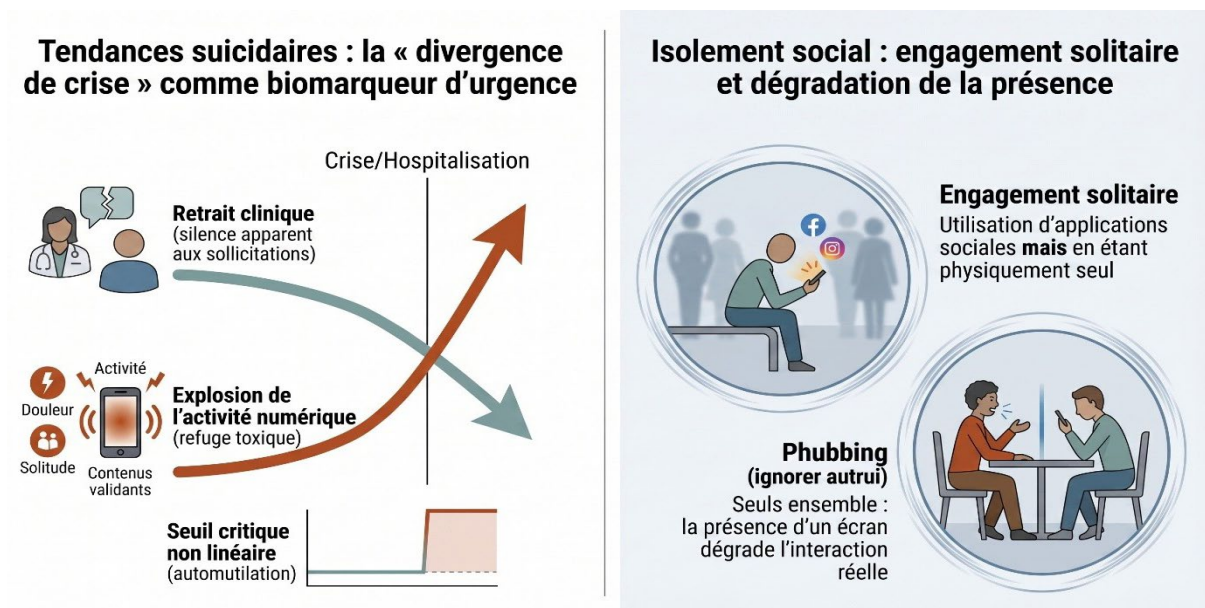 Tendances suicidaires : la « divergence
de crise » comme biomarqueur d’urgence
Crise/Hospitalisation
Retrait clinique
(silence apparent
aux sollicitations)
Activité
Douleur
Solitude
Contenus
validants
Explosion de
l’activité numérique
(refuge toxique)
Seuil critique
non linéaire
(automutilation)
Isolement social : engagement solitaire
et dégradation de la présence
Engagement solitaire
Utilisation d’applications
sociales mais en étant
physiquement seul
Phubbing
(ignorer autrui)
Seuls ensemble :
la présence d’un écran
dégrade l’interaction
réelle